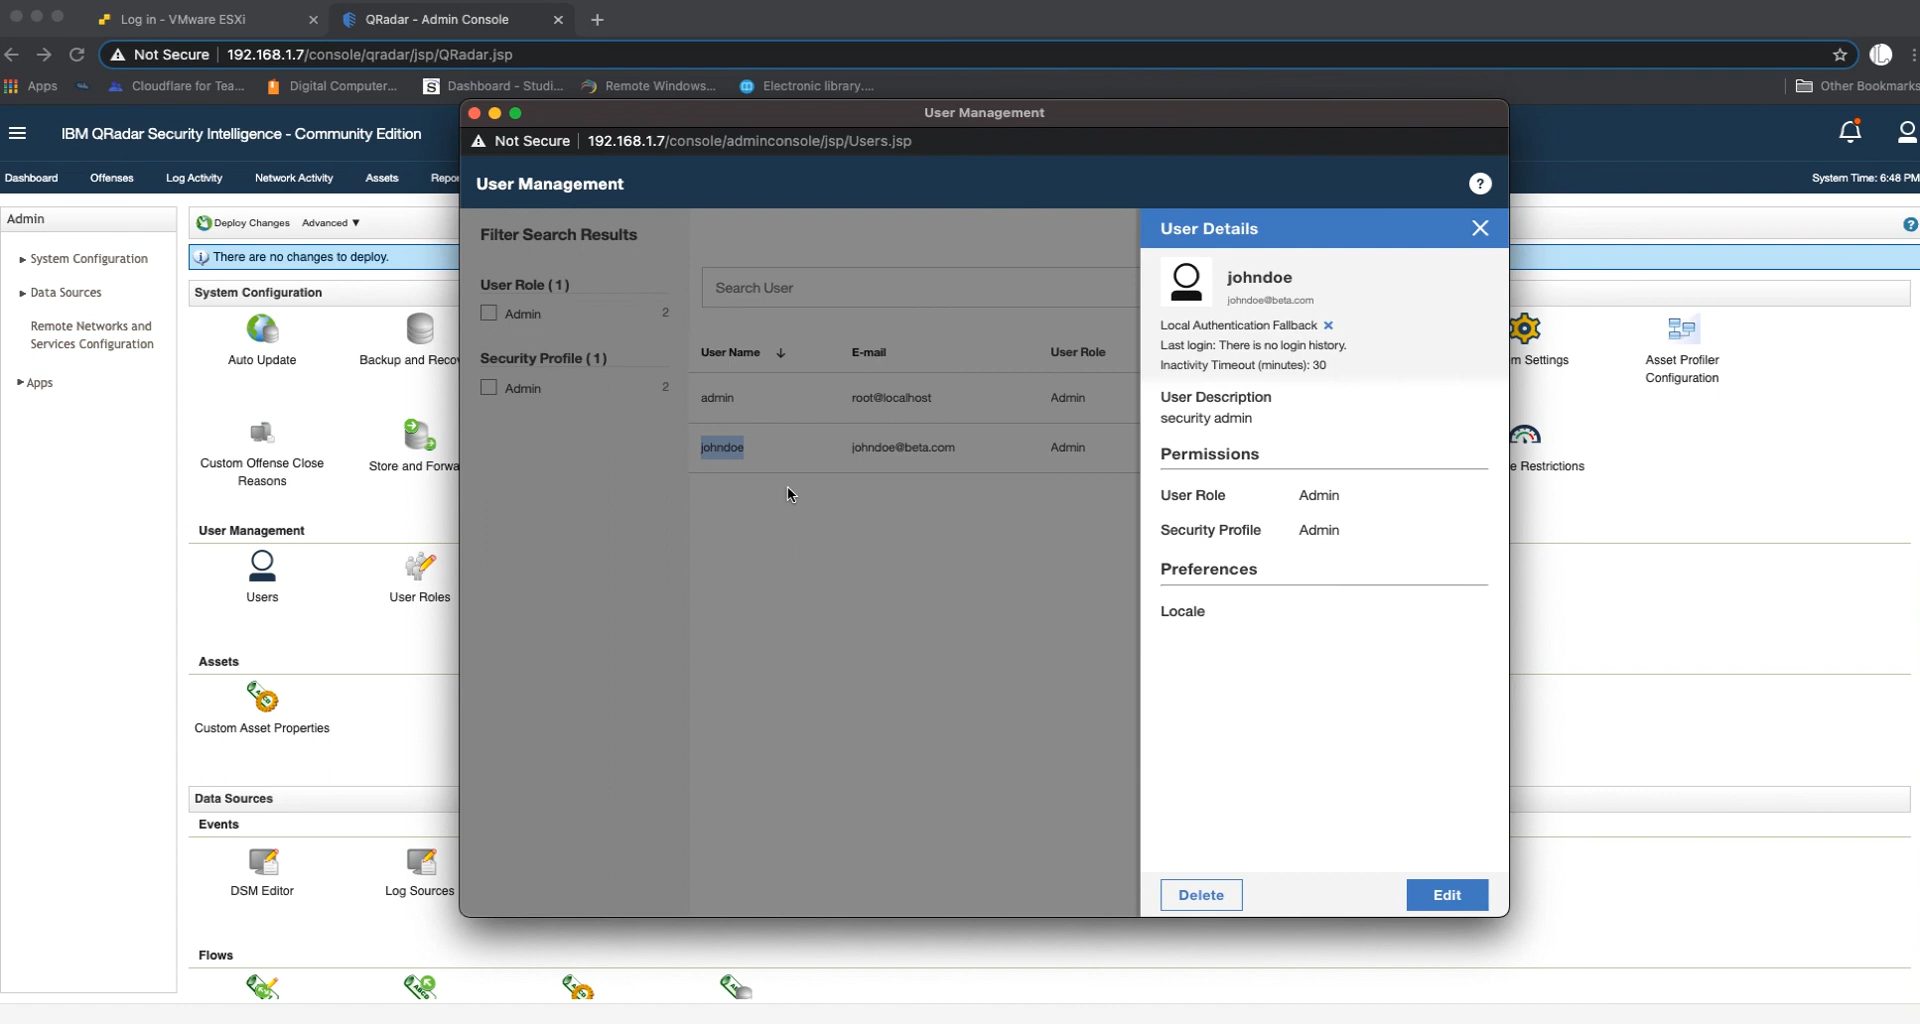 Log in - VMware ESXi
QRadar - Admin Console
Not Secure 192.168.1.7/console/qradar/jsp/QRadar.jsp
Apps Cloudflare for Tea... Digital Computer... Dashboard - Studi... Remote Windows... Electronic library.... Other Bookmarks
User Management
Not Secure 192.168.1.7/console/adminconsole/jsp/Users.jsp
IBM QRadar Security Intelligence - Community Edition
Dashboard Offenses Log Activity Network Activity Assets Repor
System Time: 6:48 PM
Admin
System Configuration
Data Sources
Remote Networks and
Services Configuration
Apps
Deploy Changes Advanced ▼
There are no changes to deploy.
System Configuration
Auto Update
Backup and Recov
m Settings
Asset Profiler
Configuration
Custom Offense Close
Reasons
Store and Forwa
e Restrictions
User Management
Users
User Roles
Assets
Custom Asset Properties
Data Sources
Events
DSM Editor
Log Sources
Flows
User Management
?
Filter Search Results
User Role (1)
Admin 2
Security Profile (1)
Admin 2
Search User
User Name E-mail User Role
admin root@localhost Admin
johndoe johndoe@beta.com Admin
User Details
johndoe
johndoe@beta.com
Local Authentication Fallback
Last login: There is no login history.
Inactivity Timeout (minutes): 30
User Description
security admin
Permissions
User Role Admin
Security Profile Admin
Preferences
Locale
Delete Edit